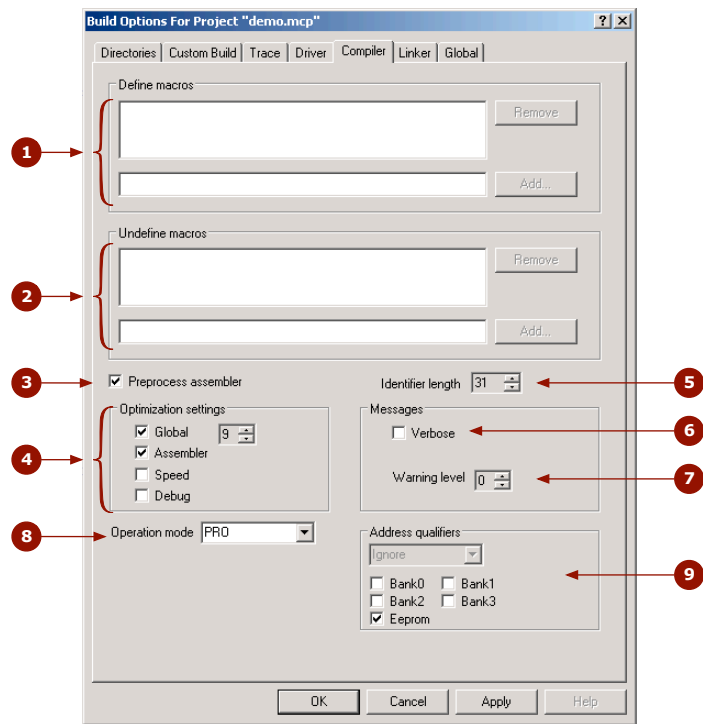 Build Options For Project "demo.mcp"
Directories Custom Build Trace Driver Compiler Linker Global
Define macros
Remove
1
Add...
Undefine macros
Remove
2
Add...
3 Preprocess assembler Identifier length 31 5
Optimization settings Messages
Global 9 Verbose 6
4 Assembler
Speed Warning level 0 7
Debug
8 Operation mode PRO Address qualifiers
Ignore
9
Bank0 Bank1
Bank2 Bank3
Eeprom
OK Cancel Apply Help